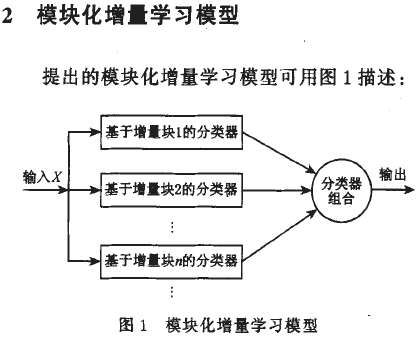 2 模块化增量学习模型
提出的模块化增量学习模型可用图1描述：
基于增量块1的分类器
输入X
基于增量块2的分类器
分类器
组合
输出
⋮
基于增量块n的分类器
⋮
图1 模块化增量学习模型